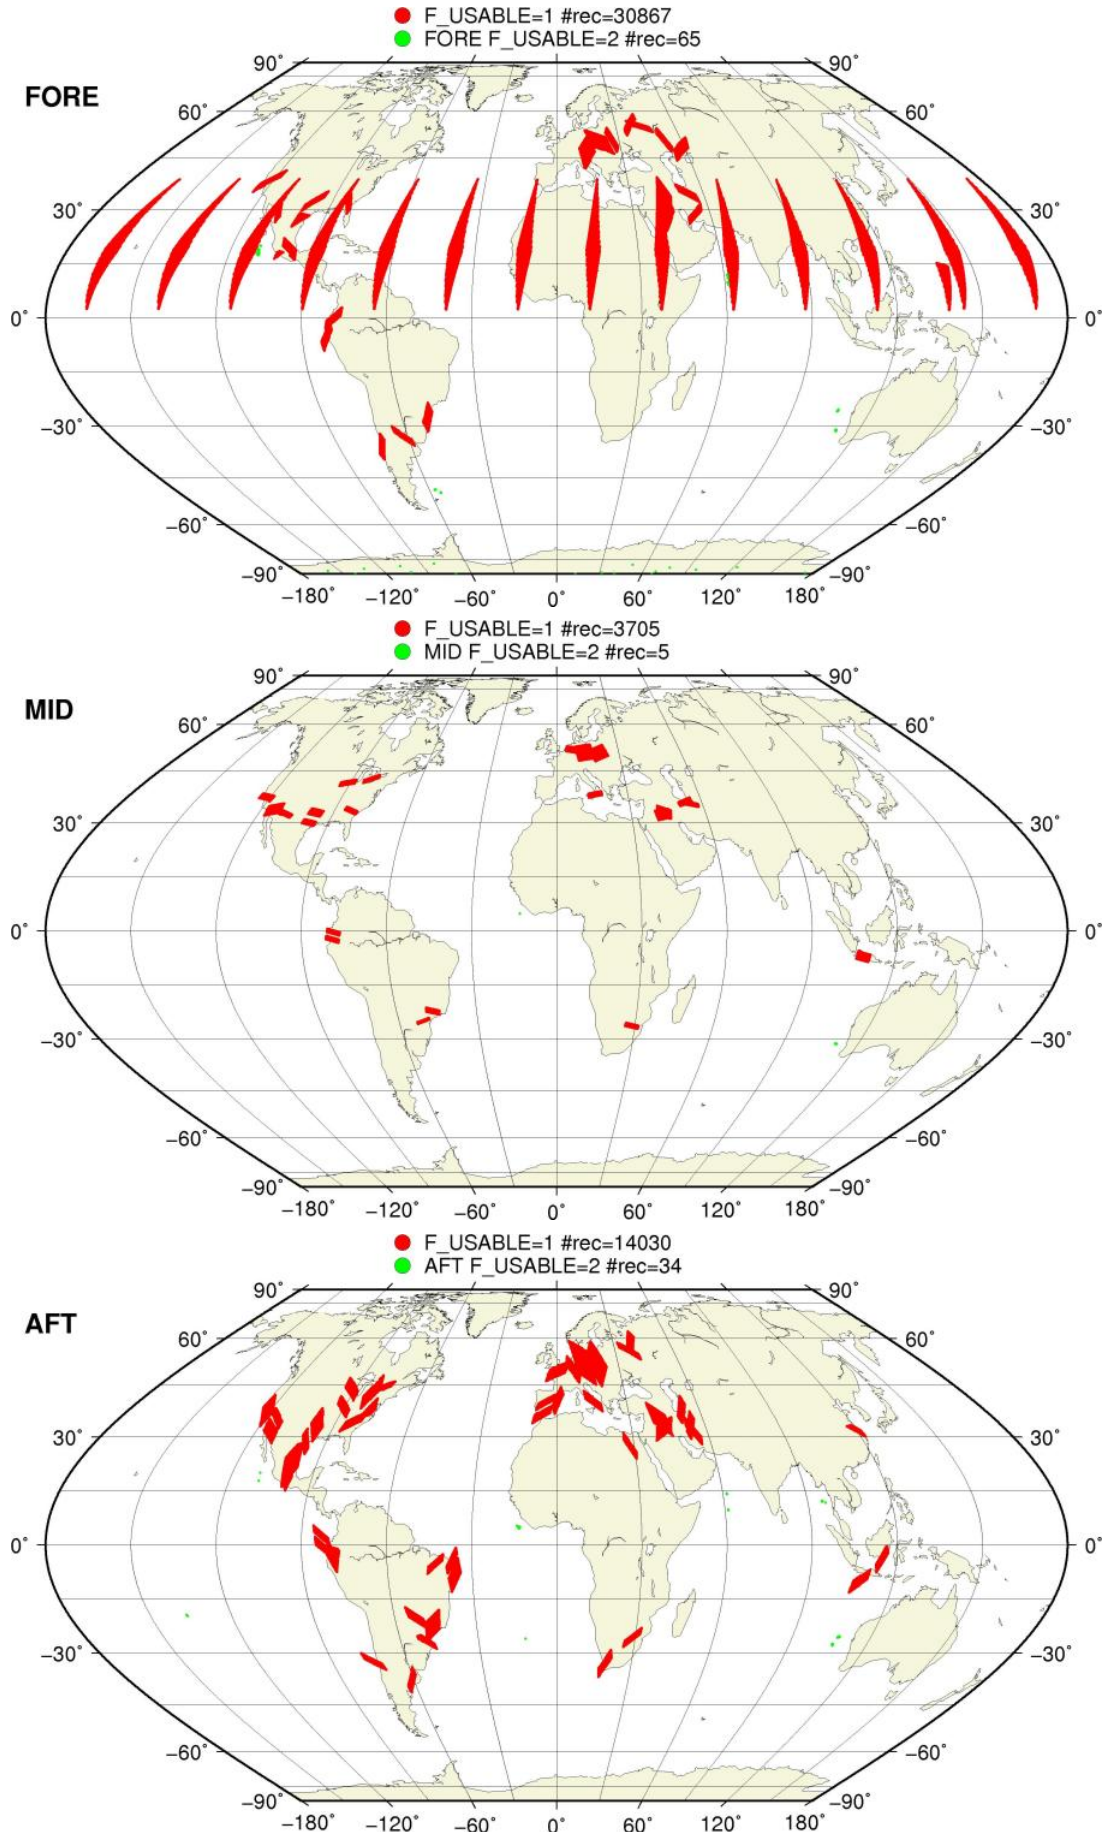 F_USABLE=1 #rec=30867
FORE F_USABLE=2 #rec=65
FORE
90° 90°
60° 60°
30° 30°
0° 0°
−30° −30°
−60° −60°
−90° −90°
−180° −120° −60° 0° 60° 120° 180°
F_USABLE=1 #rec=3705
MID F_USABLE=2 #rec=5
MID
90° 90°
60° 60°
30° 30°
0° 0°
−30° −30°
−60° −60°
−90° −90°
−180° −120° −60° 0° 60° 120° 180°
F_USABLE=1 #rec=14030
AFT F_USABLE=2 #rec=34
AFT
90° 90°
60° 60°
30° 30°
0° 0°
−30° −30°
−60° −60°
−90° −90°
−180° −120° −60° 0° 60° 120° 180°